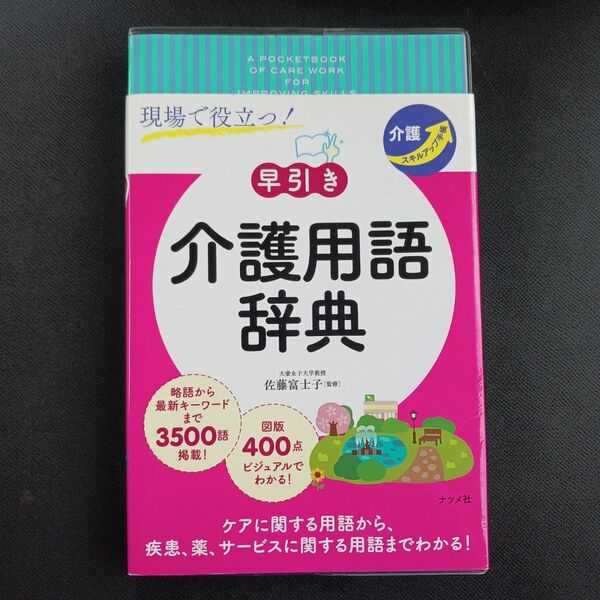 A POCKETBOOK
OF CARE WORK
FOR
IMPROVING SKILLS
現場で役立つ!
介護
スキルアップ手帳
早引き
介護用語
辞典
大妻女子大学教授
佐藤富士子[監修]
略語から
最新キーワード
まで
3500語
掲載!
図版
400点
ビジュアルで
わかる!
ナツメ社
ケアに関する用語から、
疾患、薬、サービスに関する用語までわかる!